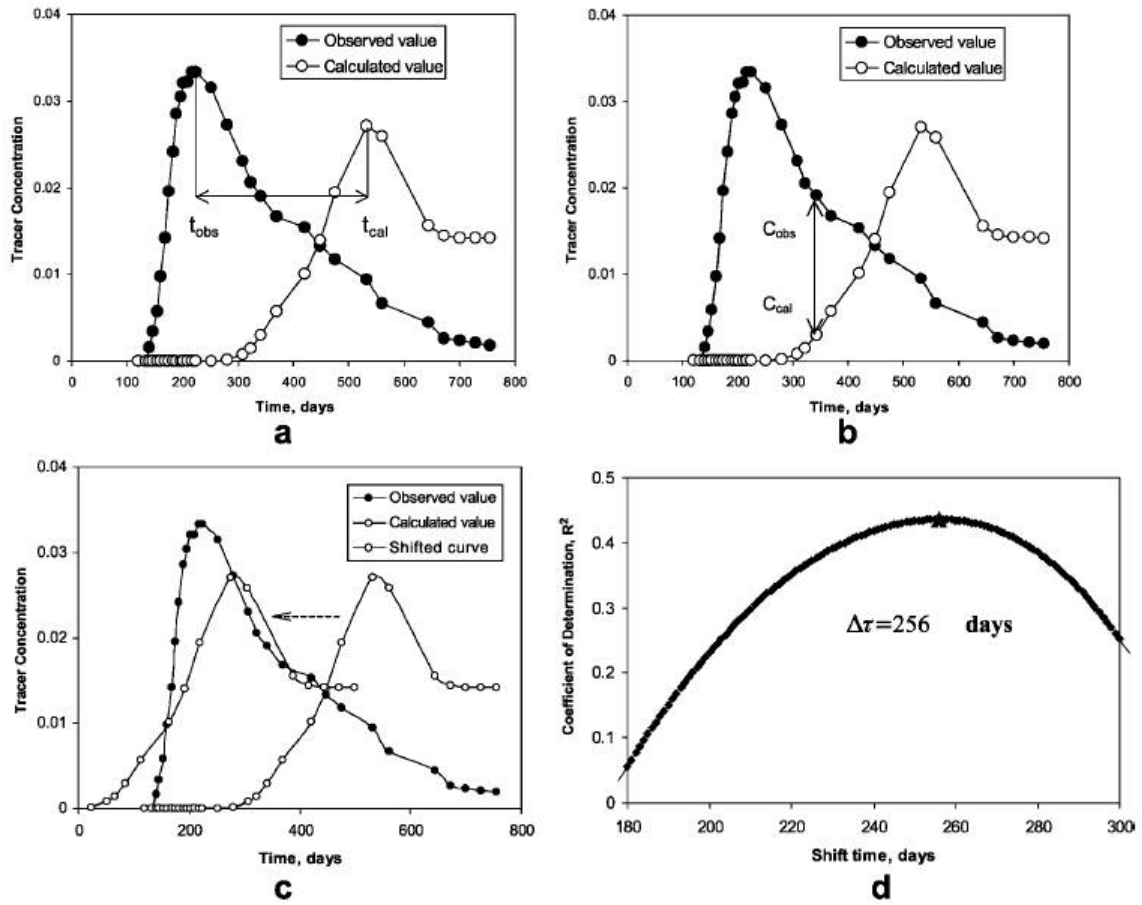 0.04
0.03
0.02
0.01
0
Tracer Concentration
Observed value
Calculated value
t_obs
t_cal
0 100 200 300 400 500 600 700 800
Time, days
a
0.04
0.03
0.02
0.01
0
Tracer Concentration
Observed value
Calculated value
C_obs
C_cal
0 100 200 300 400 500 600 700 800
Time, days
b
0.04
0.03
0.02
0.01
0
Tracer Concentration
Observed value
Calculated value
Shifted curve
0 200 400 600 800
Time, days
c
0.5
0.4
0.3
0.2
0.1
0
Coefficient of Determination, R²
Δτ=256 days
180 200 220 240 260 280 300
Shift time, days
d